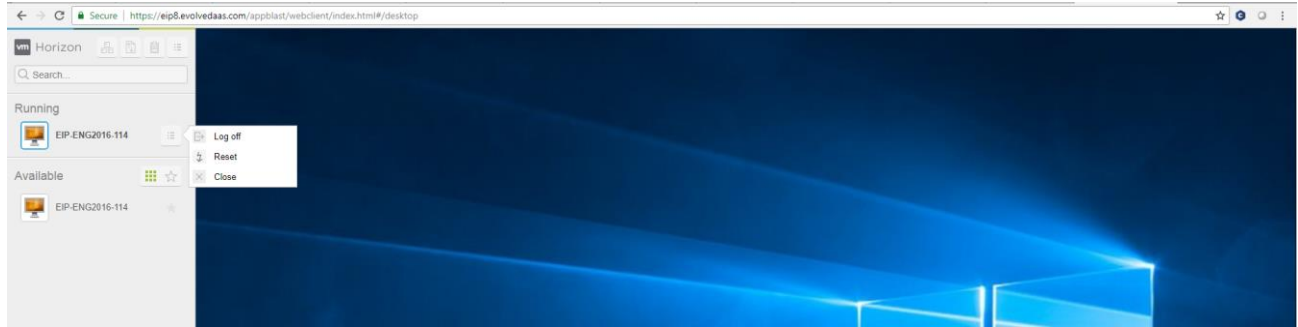 Secure | https://eip8.evolvedaas.com/appblast/webclient/index.html#/desktop
vm Horizon
Search...
Running
EIP-ENG2016-114
Log off
Reset
Close
Available
EIP-ENG2016-114